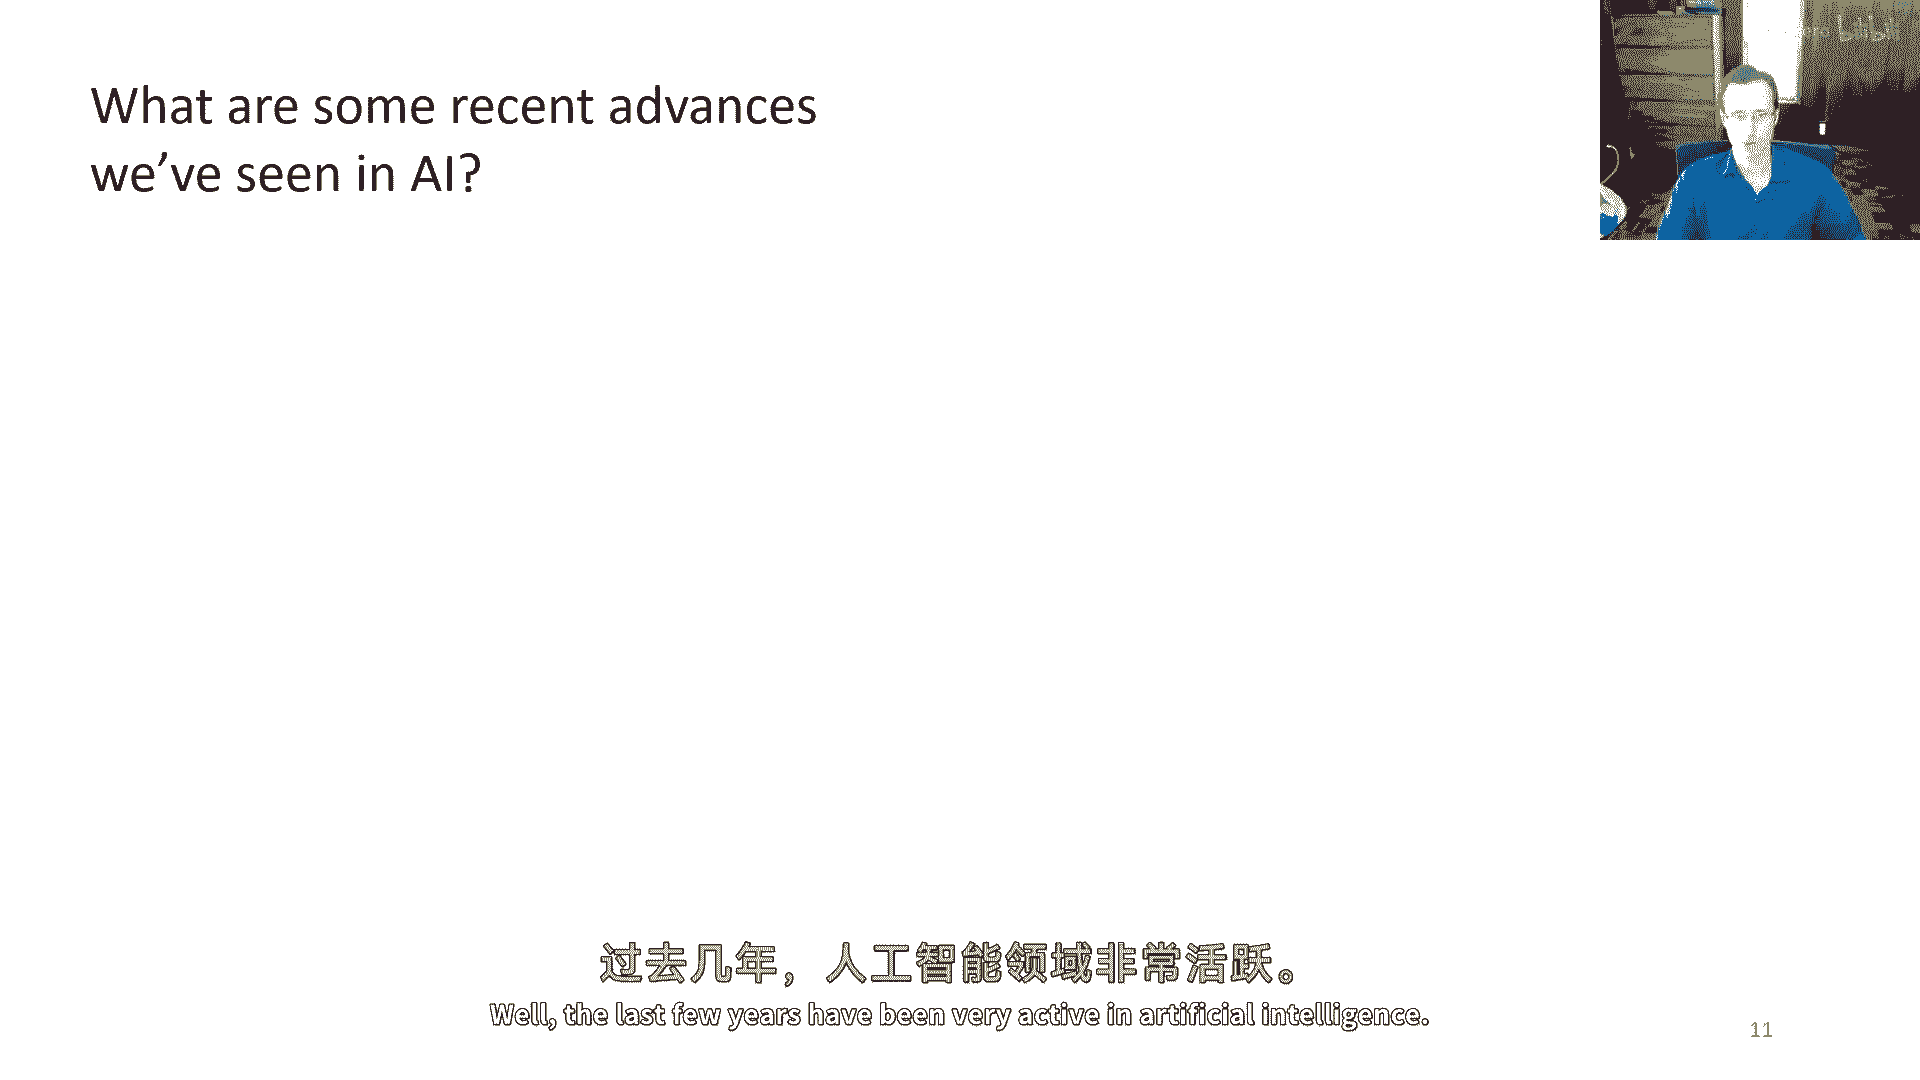 What are some recent advances
we’ve seen in AI?
bilibili
过去几年，人工智能领域非常活跃。
Well, the last few years have been very active in artificial intelligence.
11